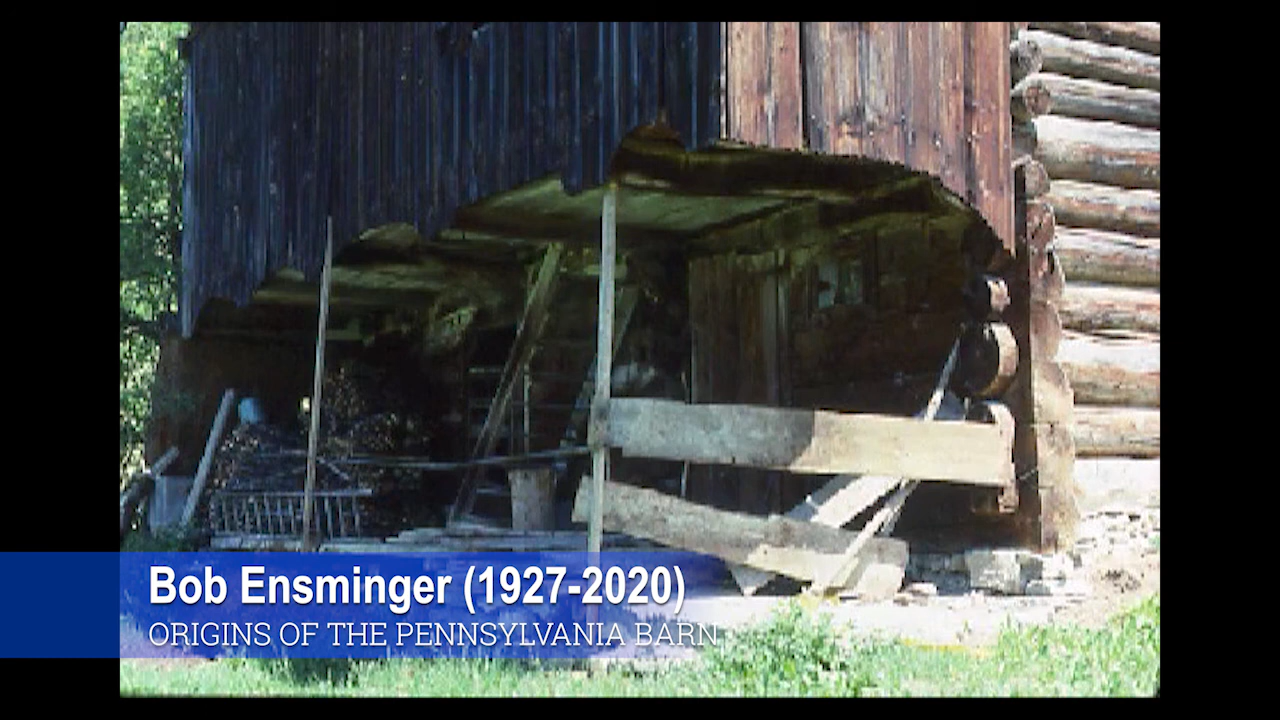 Bob Ensminger (1927-2020)
ORIGINS OF THE PENNSYLVANIA BARN